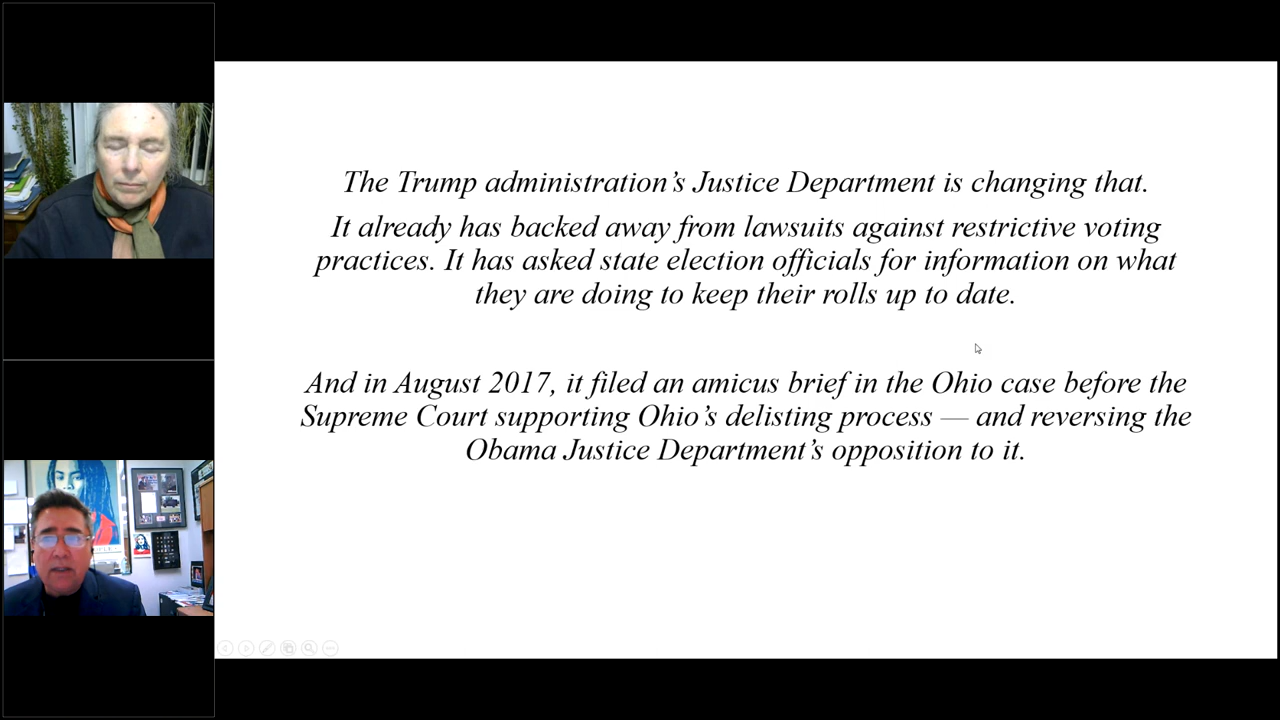 The Trump administration’s Justice Department is changing that.
It already has backed away from lawsuits against restrictive voting
practices. It has asked state election officials for information on what
they are doing to keep their rolls up to date.
And in August 2017, it filed an amicus brief in the Ohio case before the
Supreme Court supporting Ohio’s delisting process — and reversing the
Obama Justice Department’s opposition to it.